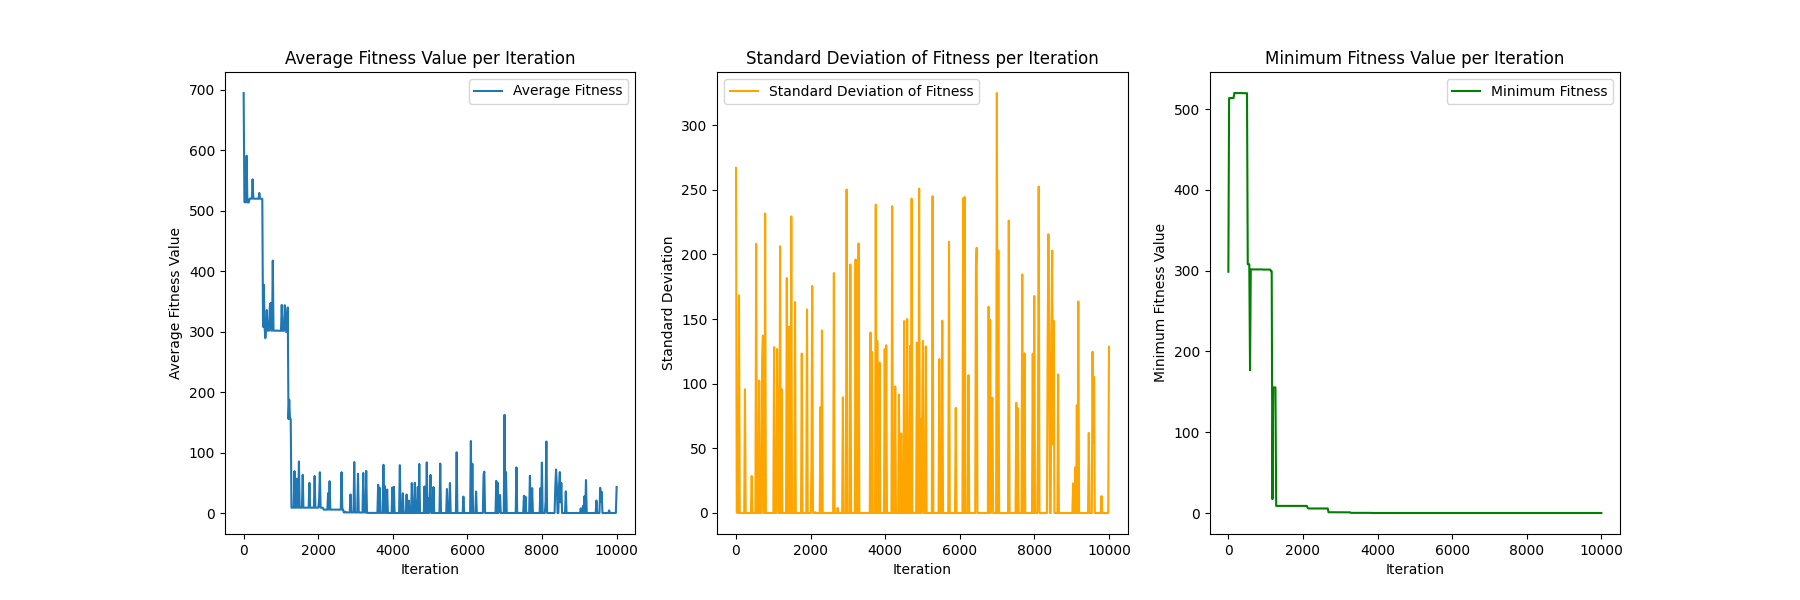 Average Fitness Value per Iteration
Average Fitness
Average Fitness Value
700
600
500
400
300
200
100
0
0 2000 4000 6000 8000 10000
Iteration
Standard Deviation of Fitness per Iteration
Standard Deviation of Fitness
Standard Deviation
300
250
200
150
100
50
0
0 2000 4000 6000 8000 10000
Iteration
Minimum Fitness Value per Iteration
Minimum Fitness
Minimum Fitness Value
500
400
300
200
100
0
0 2000 4000 6000 8000 10000
Iteration